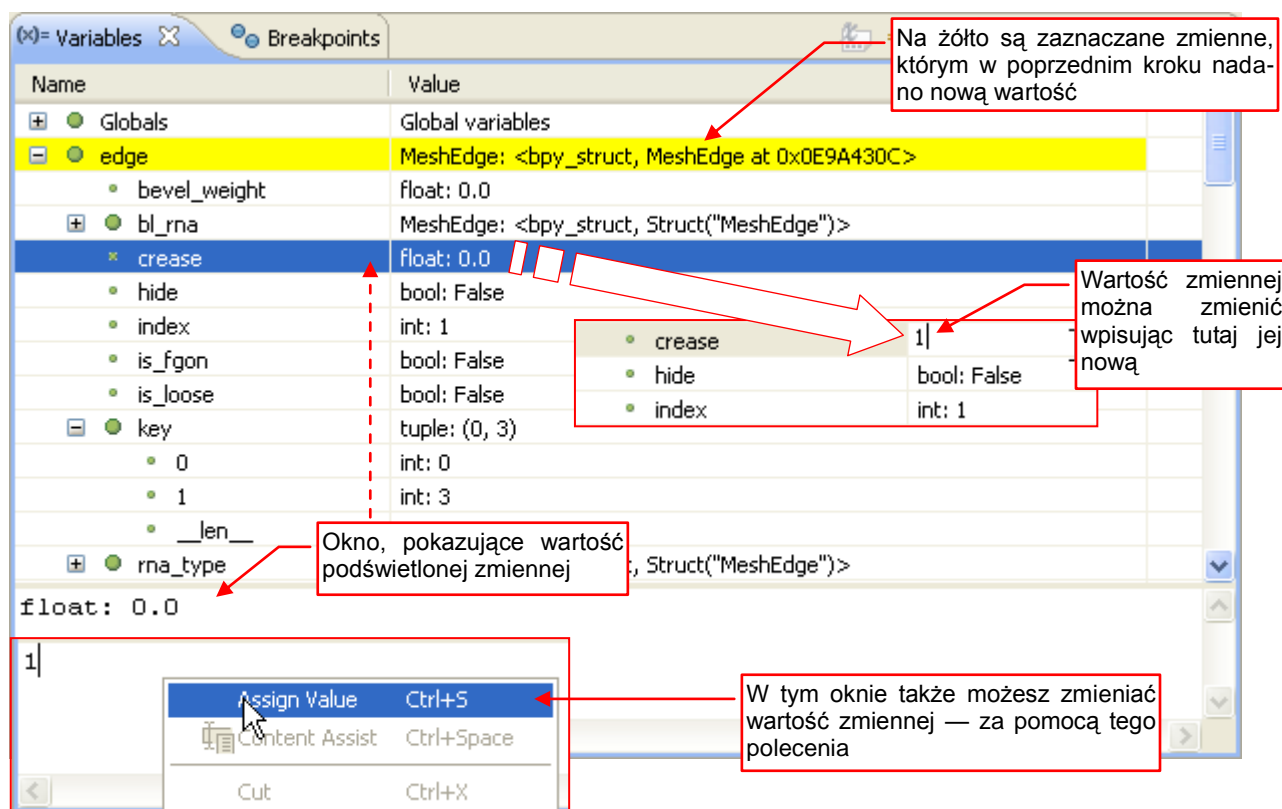 (x)= Variables Breakpoints
Na żółto są zaznaczane zmienne,
którym w poprzednim kroku nada-
no nową wartość
Name Value
Globals Global variables
edge MeshEdge: <bpy_struct, MeshEdge at 0x0E9A430C>
bevel_weight float: 0.0
bl_rna MeshEdge: <bpy_struct, Struct("MeshEdge")>
crease float: 0.0
hide bool: False
index int: 1
is_fgon bool: False
is_loose bool: False
key tuple: (0, 3)
0 int: 0
1 int: 3
__len__
rna_type , Struct("MeshEdge")>
Wartość zmiennej
można zmienić
wpisując tutaj jej
nową
crease 1
hide bool: False
index int: 1
Okno, pokazujące wartość
podświetlonej zmiennej
float: 0.0
1
Assign Value Ctrl+S
Content Assist Ctrl+Space
Cut Ctrl+X
W tym oknie także możesz zmieniać
wartość zmiennej — za pomocą tego
polecenia